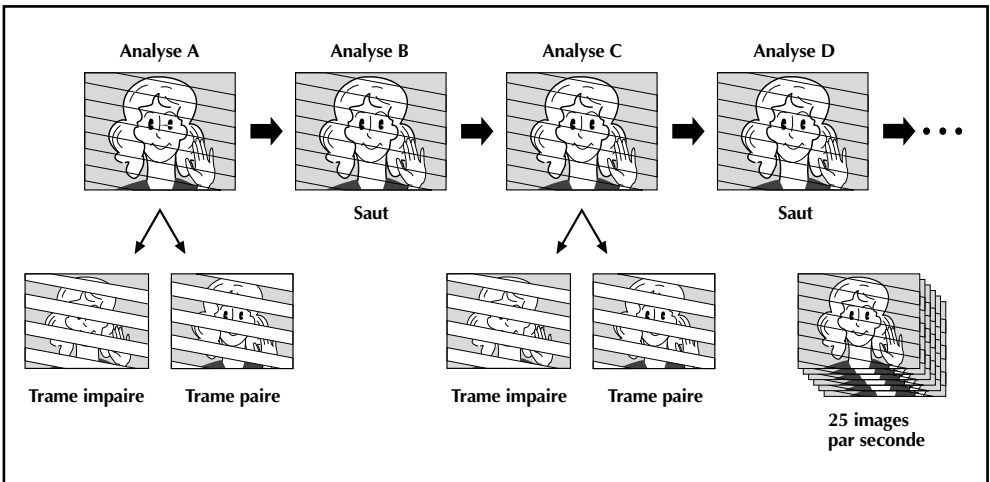 Analyse A
Analyse B
Analyse C
Analyse D
Saut
Saut
Trame impaire
Trame paire
Trame impaire
Trame paire
25 images
par seconde